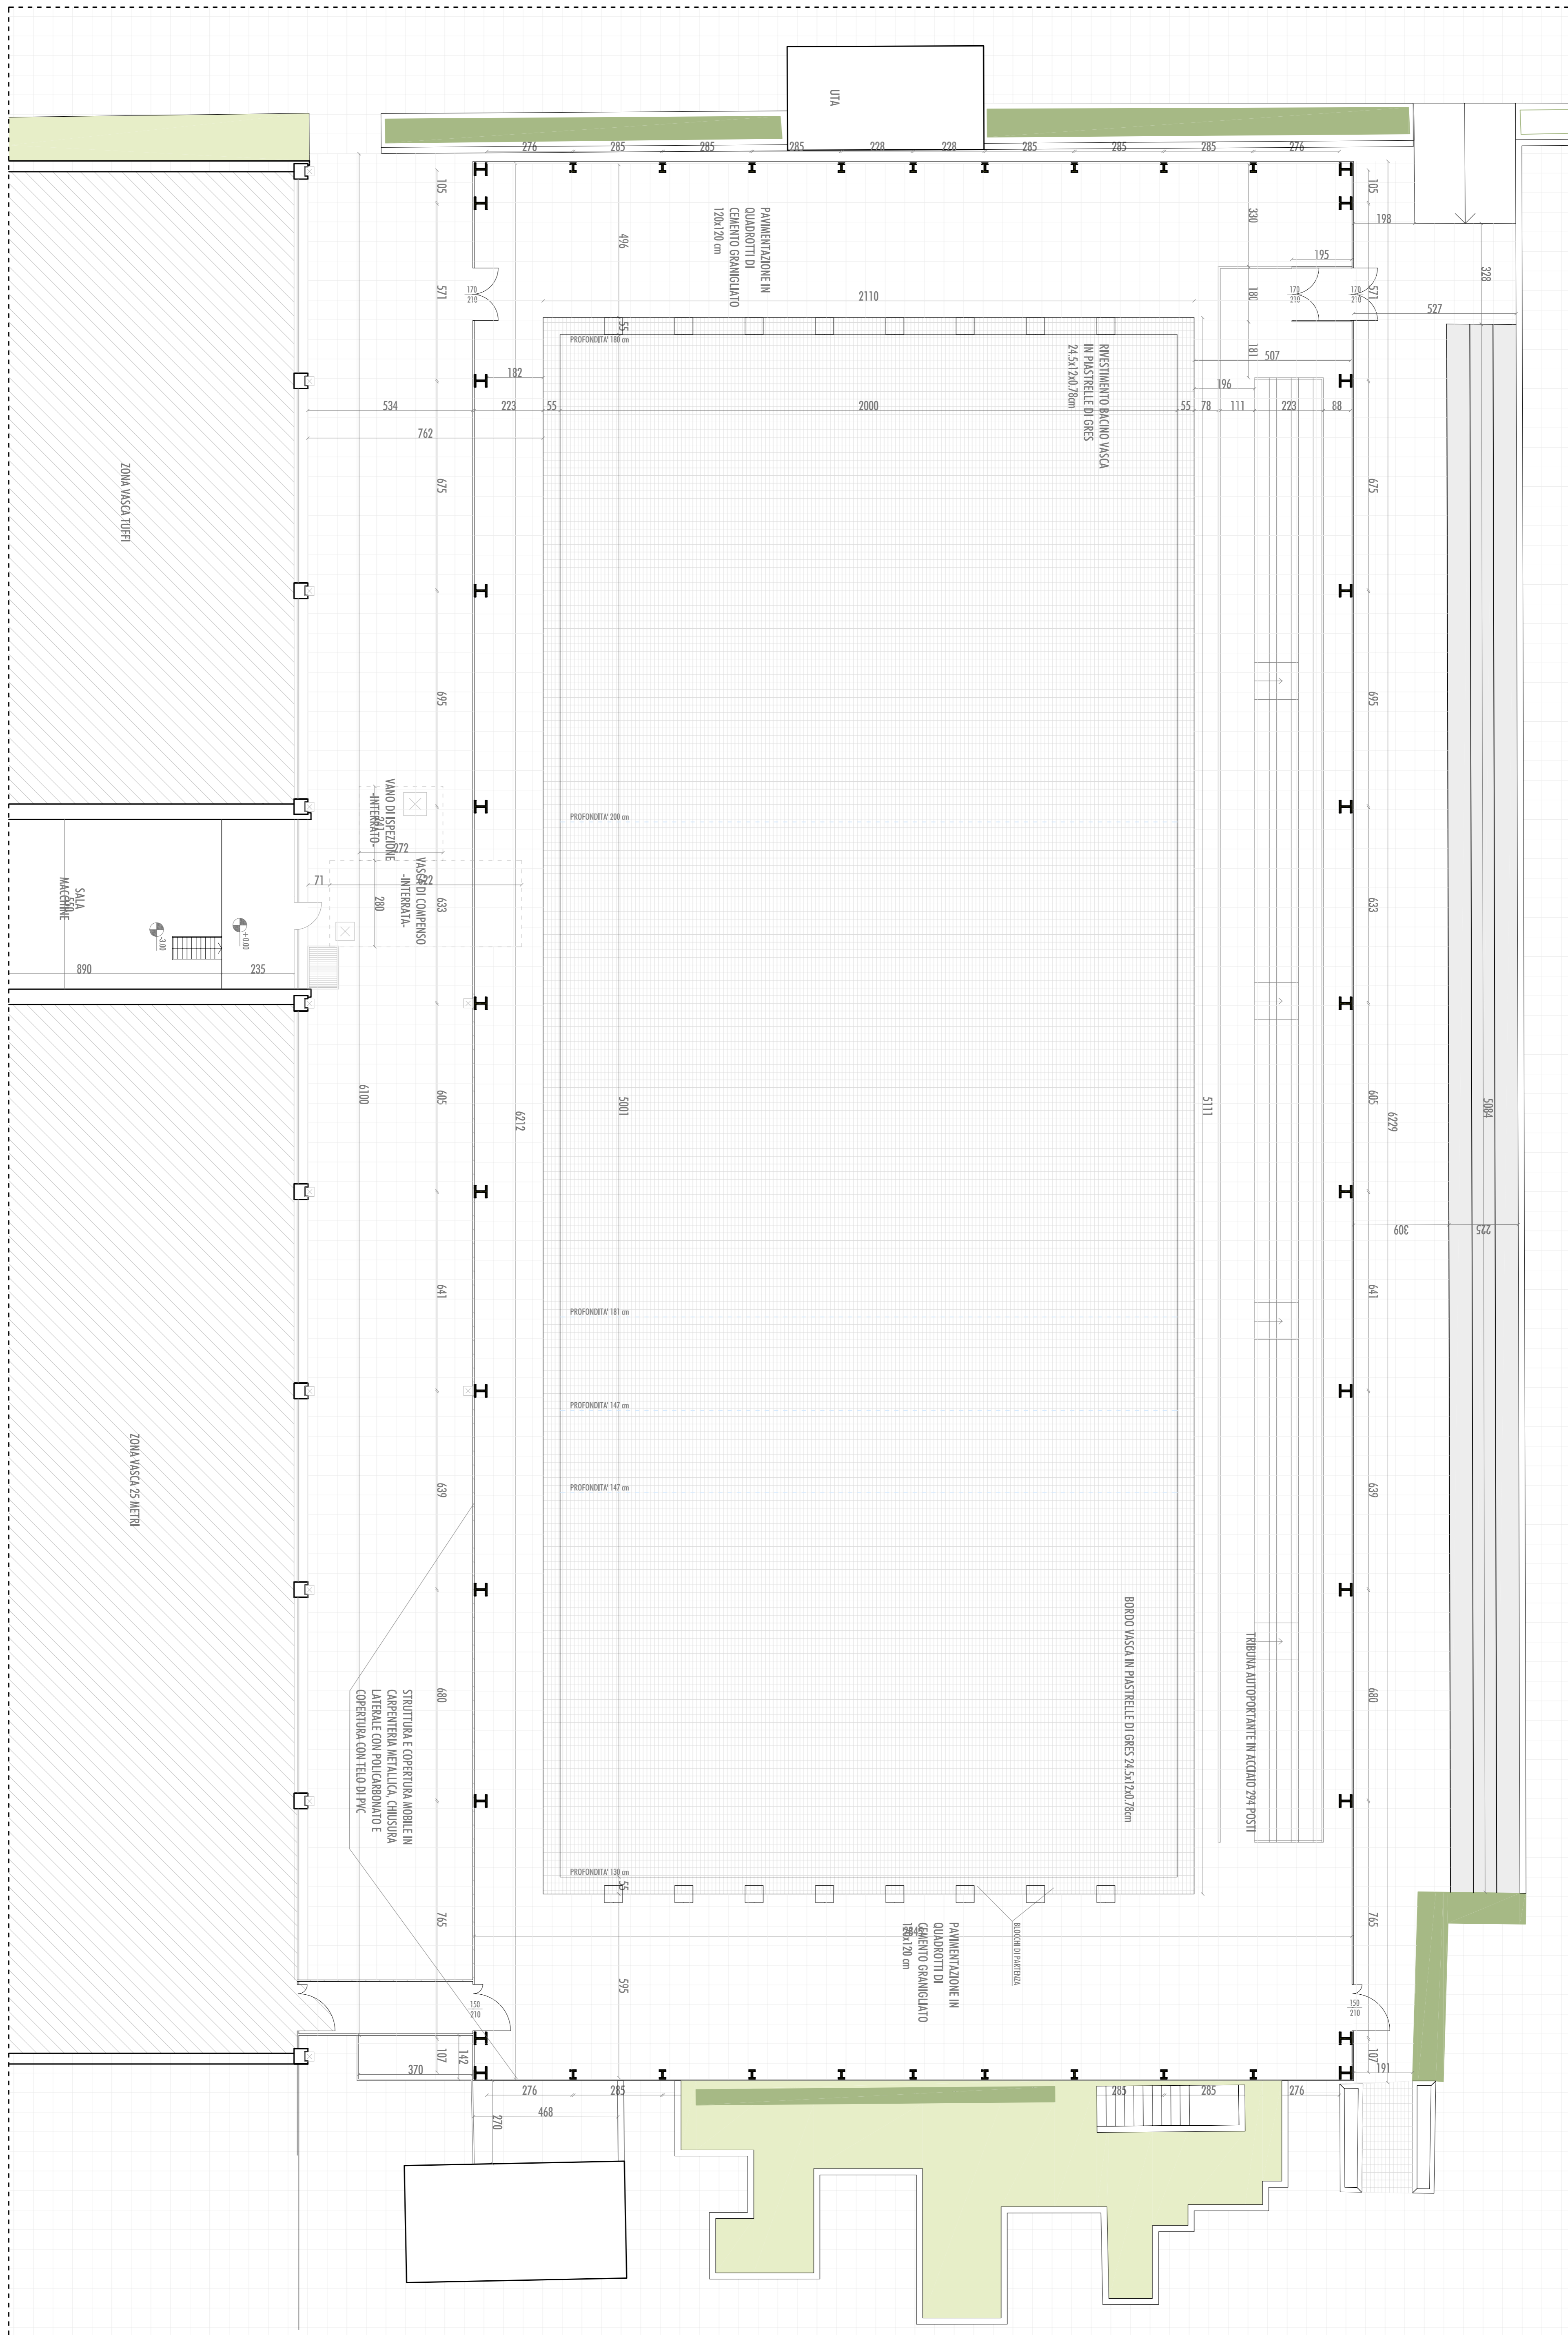 UTA
276
285
285
285
228
228
285
285
285
276
105
105
496
PAVIMENTAZIONE IN
QUADROTTI DI
CEMENTO GRANIGLIATO
120x120 cm
330
198
195
328
571
170
210
2110
180
170
210
170
210
571
527
55
PROFONDITA' 180 cm
RIVESTIMENTO BACINO VASCA
IN PIASTRELLE DI GRES
24.5x12x0.78cm
181
507
182
196
534
223
55
2000
55
78
111
223
88
762
ZONA VASCA TUFFI
675
675
695
695
VANO DI ISPEZIONE
-INTERRATO-
241
272
PROFONDITA' 200 cm
VASCA DI COMPENSO
-INTERRATA-
71
622
280
633
633
SALA
MACCHINE
550
-3.00
+ 0.00
890
235
6100
605
6212
5001
5111
605
6229
5084
309
225
641
PROFONDITA' 181 cm
641
PROFONDITA' 147 cm
ZONA VASCA 25 METRI
639
PROFONDITA' 147 cm
639
BORDO VASCA IN PIASTRELLE DI GRES 24.5x12x0.78cm
TRIBUNA AUTOPORTANTE IN ACCIAIO 294 POSTI
STRUTTURA E COPERTURA MOBILE IN
CARPENTERIA METALLICA, CHIUSURA
LATERALE CON POLICARBONATO E
COPERTURA CON TELO DI PVC
680
680
PROFONDITA' 130 cm
55
765
PAVIMENTAZIONE IN
QUADROTTI DI
CEMENTO GRANIGLIATO
120x120 cm
BLOCCHI DI PARTENZA
765
595
150
210
150
210
107
142
370
107
191
276
285
285
285
276
468
270